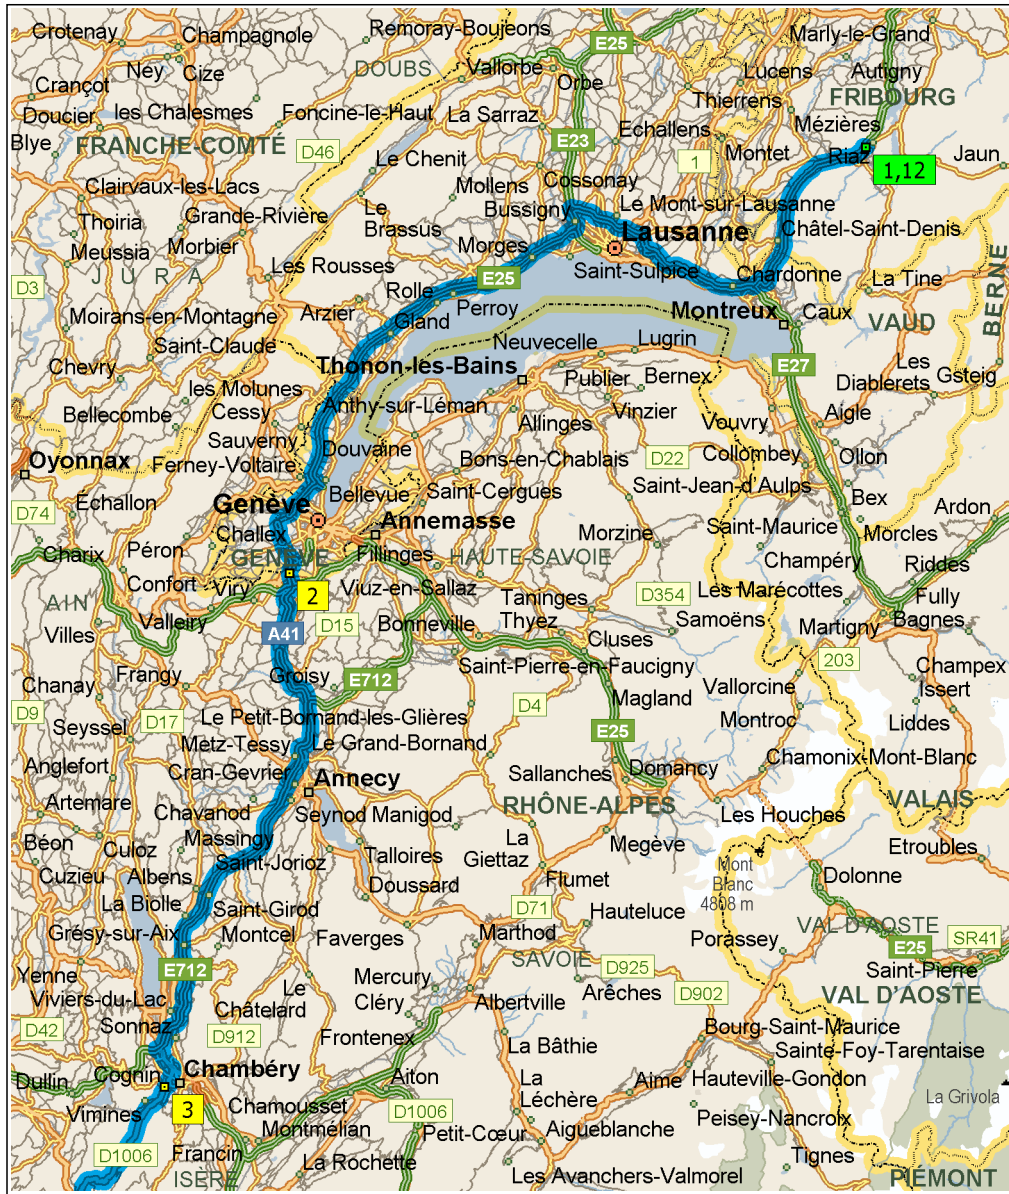 Crotenay
Champagnole
Remoray-Boujeons
E25
Marly-le-Grand
Ney
Cize
DOUBS
Vallorbe
Orbe
Lucens
Autigny
Crançot
les Chalesmes
Foncine-le-Haut
Thierrens
FRIBOURG
Doucier
La Sarraz
Echallens
Mézières
Blye
FRANCHE-COMTÉ
D46
E23
1
Montet
Riaz
Jaun
Le Chenit
Cossonay
1,12
Clairvaux-les-Lacs
Mollens
Le Mont-sur-Lausanne
Thoiria
Grande-Rivière
Le
Brassus
Bussigny
Lausanne
Châtel-Saint-Denis
Meussia
Morbier
Morges
JURA
Les Rousses
E25
Saint-Sulpice
Chardonne
La Tine
BERNE
D3
Rolle
Perroy
Montreux
Caux
Moirans-en-Montagne
Arzier
Gland
VAUD
Saint-Claude
Neuvecelle
Lugrin
Chevry
Thonon-les-Bains
E27
Les
Diablerets
Gsteig
les Molunes
Publier
Bernex
Bellecombe
Cessy
Anthy-sur-Léman
Vinzier
Aigle
Sauverny
Allinges
Vouvry
Oyonnax
Ferney-Voltaire
Douvaine
Bons-en-Chablais
D22
Collombey
Ollon
Echallon
Bellevue
Saint-Cergues
Saint-Jean-d'Aulps
Bex
D74
Genève
Annemasse
Morzine
Saint-Maurice
Ardon
Charix
Péron
Challex
Morcles
GENÈVE
Fillinges
HAUTE-SAVOIE
Champéry
Riddes
Confort
Viry
2
Viuz-en-Sallaz
D354
Les Marécottes
Fully
AIN
Valleiry
D15
Taninges
Samoëns
Martigny
Bagnes
Villes
A41
Bonneville
Thyez
Cluses
203
Frangy
Groisy
E712
Saint-Pierre-en-Faucigny
Champex
Chanay
Magland
Vallorcine
Issert
D9
D17
Le Petit-Bornand-les-Glières
D4
Montroc
Liddes
Seyssel
Metz-Tessy
Le Grand-Bornand
E25
Chamonix-Mont-Blanc
Anglefort
Cran-Gevrier
Annecy
Sallanches
Domancy
Artemare
Chavanod
Seynod
Manigod
RHÔNE-ALPES
Les Houches
VALAIS
Béon
Culoz
Massingy
La
Giettaz
Megève
Etroubles
Cuzieu
Albens
Saint-Jorioz
Talloires
Mont
Blanc
4808 m
Dolonne
La Biolle
Doussard
Flumet
Saint-Girod
D71
Hauteluce
Grésy-sur-Aix
Montcel
Faverges
Marthod
Porassey
VAL D'AOSTE
SR41
Yenne
E712
SAVOIE
D925
E25
Saint-Pierre
Viviers-du-Lac
Le
Châtelard
Mercury
Cléry
Albertville
Arêches
D902
VAL D'AOSTE
D42
Sonnaz
D912
Frontenex
La Bâthie
Bourg-Saint-Maurice
Sainte-Foy-Tarentaise
Dullin
Cognin
Chambéry
Aiton
La
Léchère
Aime
Hauteville-Gondon
La Grivola
Vimines
3
Chamousset
D1006
Peisey-Nancroix
Montmélian
Petit-Cœur
Aigueblanche
D1006
Francin
La Rochette
Tignes
ISÈRE
Les Avanchers-Valmorel
PIÉMONT